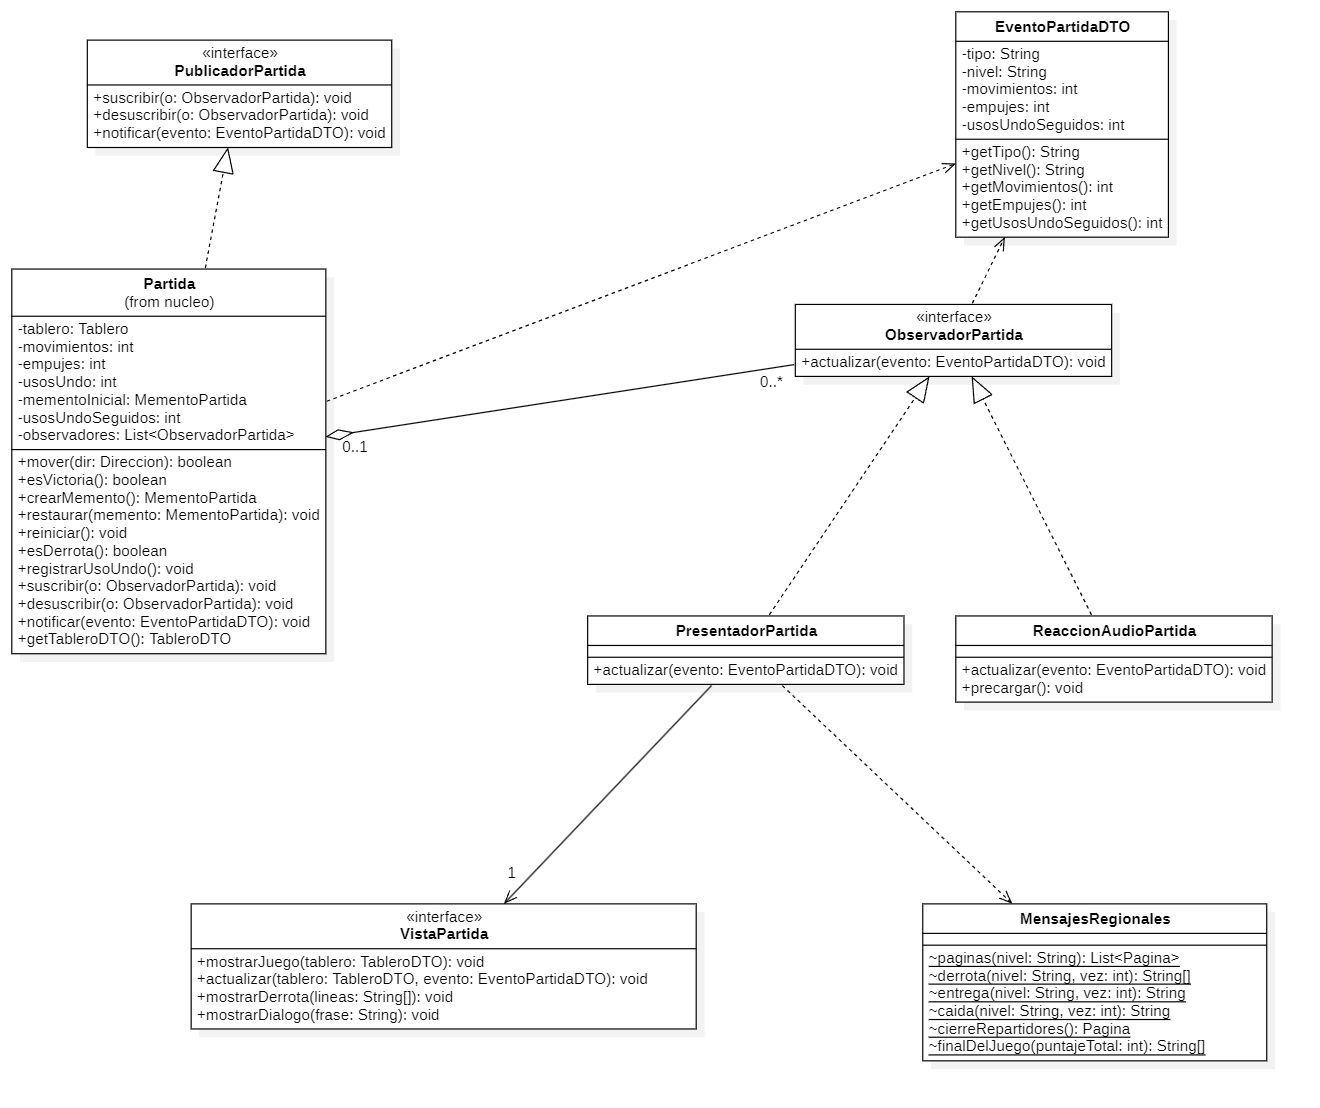 «interface»
PublicadorPartida
+suscribir(o: ObservadorPartida): void
+desuscribir(o: ObservadorPartida): void
+notificar(evento: EventoPartidaDTO): void
EventoPartidaDTO
-tipo: String
-nivel: String
-movimientos: int
-empujes: int
-usosUndoSeguidos: int
+getTipo(): String
+getNivel(): String
+getMovimientos(): int
+getEmpujes(): int
+getUsosUndoSeguidos(): int
Partida
(from nucleo)
-tablero: Tablero
-movimientos: int
-empujes: int
-usosUndo: int
-mementoInicial: MementoPartida
-usosUndoSeguidos: int
-observadores: List<ObservadorPartida>
+mover(dir: Direccion): boolean
+esVictoria(): boolean
+crearMemento(): MementoPartida
+restaurar(memento: MementoPartida): void
+reiniciar(): void
+esDerrota(): boolean
+registrarUsoUndo(): void
+suscribir(o: ObservadorPartida): void
+desuscribir(o: ObservadorPartida): void
+notificar(evento: EventoPartidaDTO): void
+getTableroDTO(): TableroDTO
0..1
0..*
«interface»
ObservadorPartida
+actualizar(evento: EventoPartidaDTO): void
PresentadorPartida
+actualizar(evento: EventoPartidaDTO): void
ReaccionAudioPartida
+actualizar(evento: EventoPartidaDTO): void
+precargar(): void
1
«interface»
VistaPartida
+mostrarJuego(tablero: TableroDTO): void
+actualizar(tablero: TableroDTO, evento: EventoPartidaDTO): void
+mostrarDerrota(lineas: String[]): void
+mostrarDialogo(frase: String): void
MensajesRegionales
~paginas(nivel: String): List<Pagina>
~derrota(nivel: String, vez: int): String[]
~entrega(nivel: String, vez: int): String
~caida(nivel: String, vez: int): String
~cierreRepartidores(): Pagina
~finalDelJuego(puntajeTotal: int): String[]